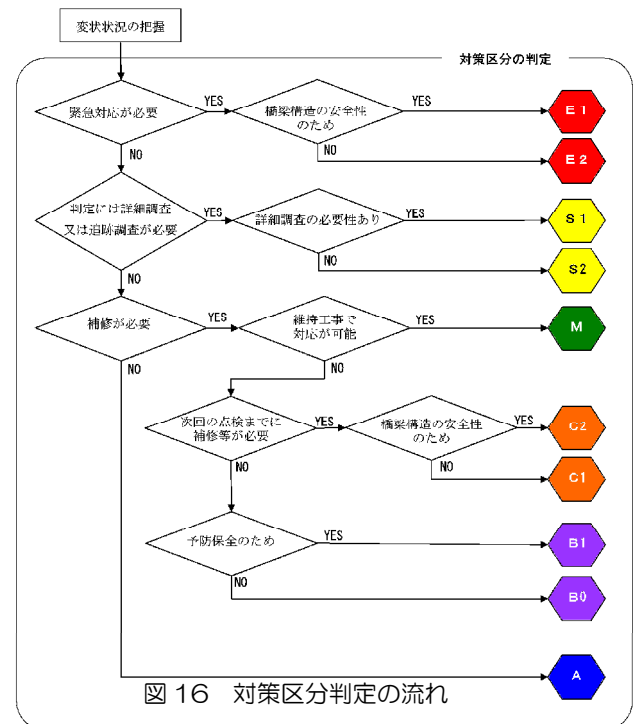 変状状況の把握
対策区分の判定
緊急対応が必要
YES
橋梁構造の安全性
のため
YES
E1
NO
NO
E2
判定には詳細調査
又は追跡調査が必要
YES
詳細調査の必要性あり
YES
S1
NO
NO
S2
補修が必要
YES
維持工事で
対応が可能
YES
M
NO
NO
次回の点検までに
補修等が必要
YES
橋梁構造の安全性
のため
YES
C2
NO
NO
C1
予防保全のため
YES
B1
NO
B0
A
図 16 対策区分判定の流れ